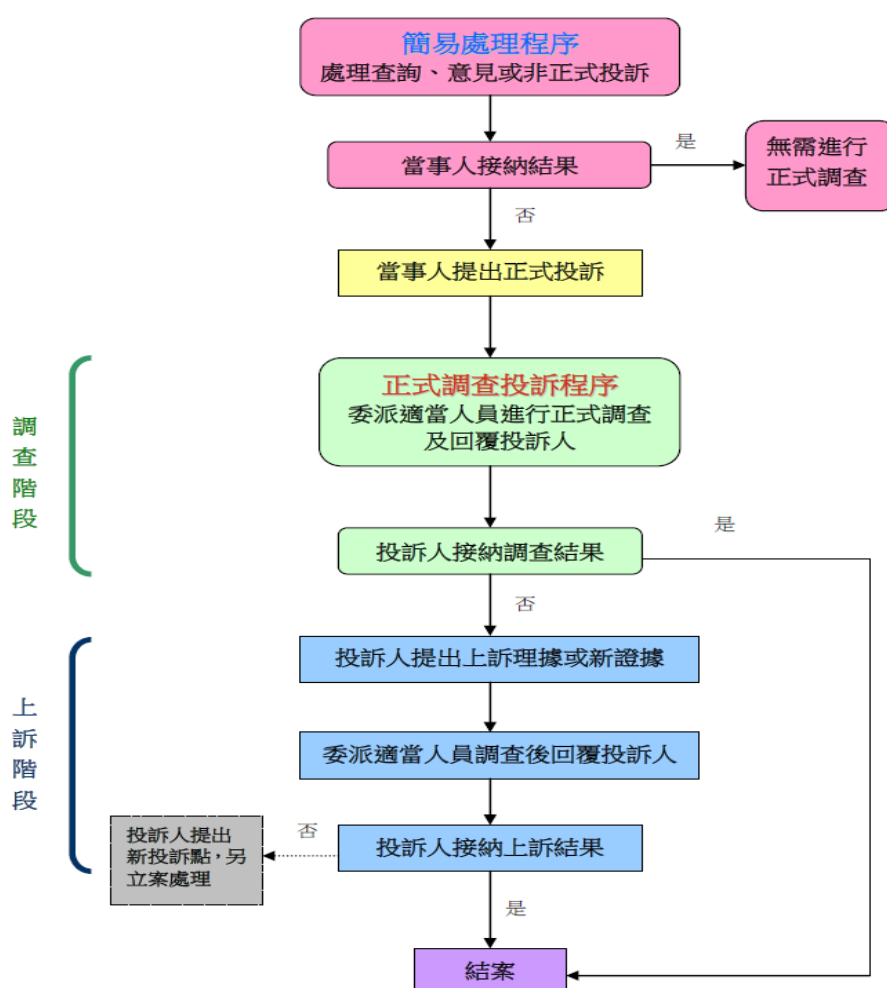 簡易處理程序
處理查詢、意見或非正式投訴
當事人接納結果
是
無需進行
正式調查
否
當事人提出正式投訴
調查階段
正式調查投訴程序
委派適當人員進行正式調查
及回覆投訴人
投訴人接納調查結果
是
否
上訴階段
投訴人提出上訴理據或新證據
委派適當人員調查後回覆投訴人
投訴人接納上訴結果
否
投訴人提出
新投訴點，另
立案處理
是
結案